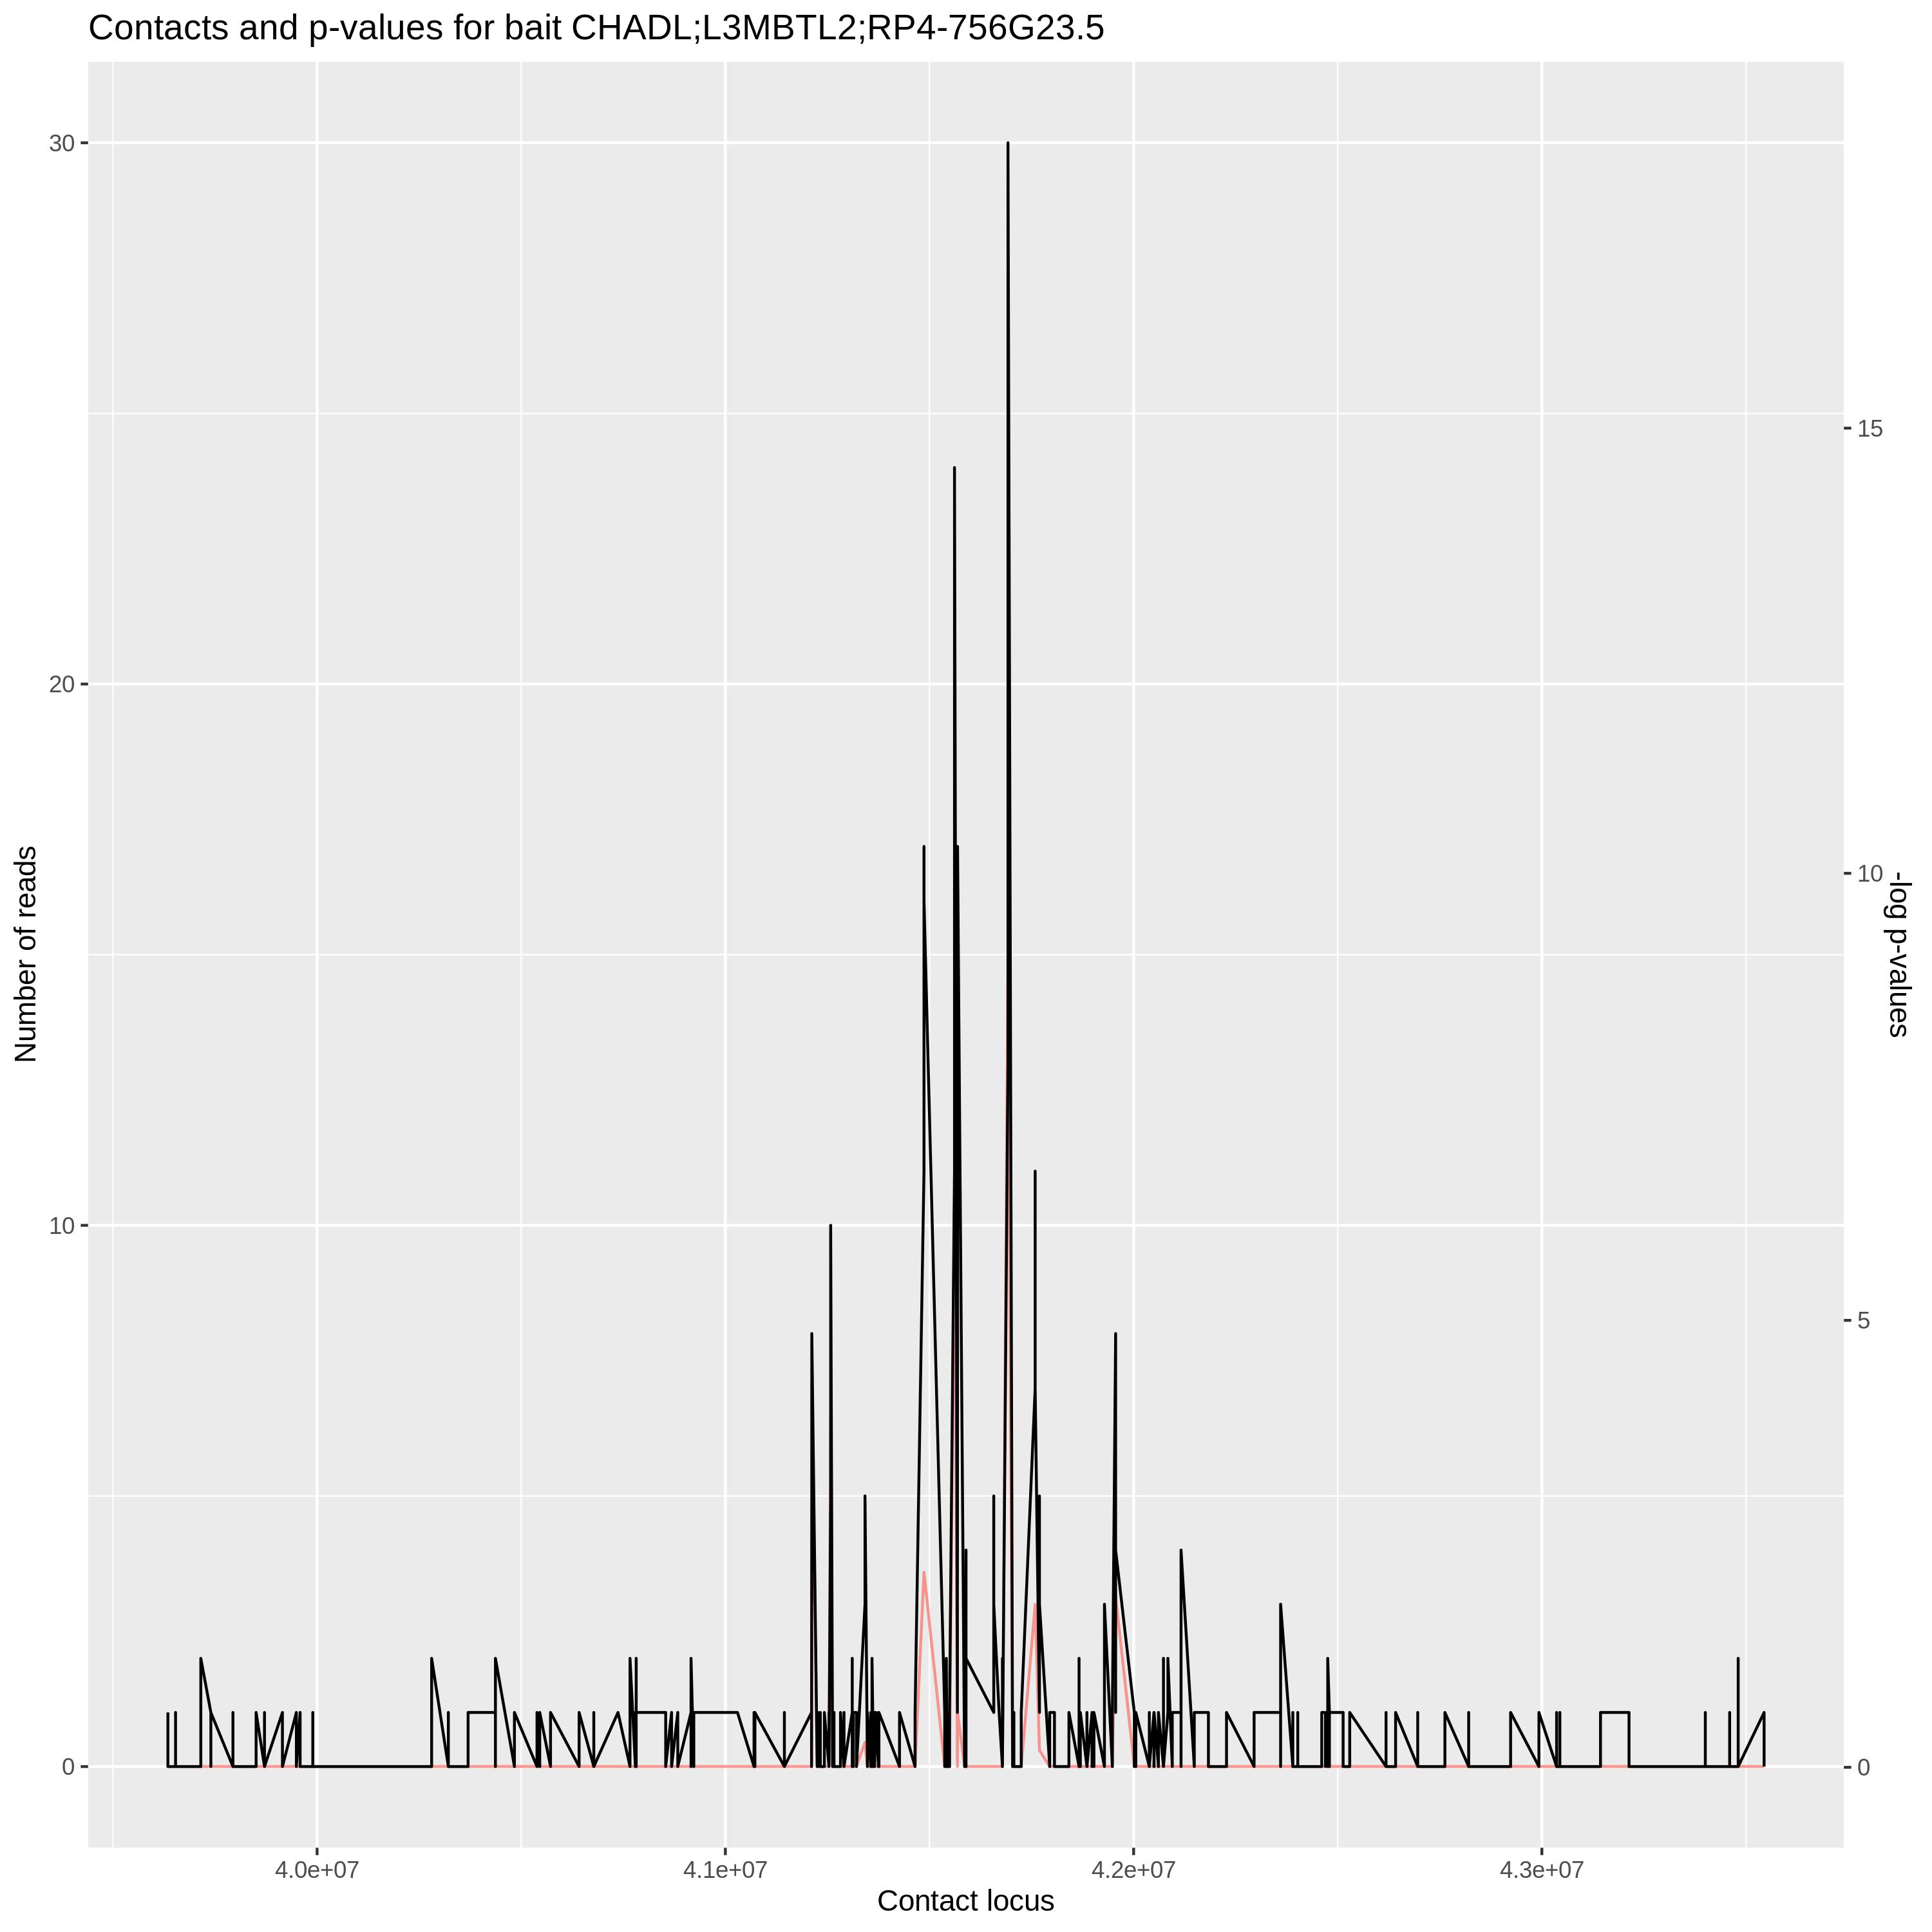 Contacts and p-values for bait CHADL;L3MBTL2;RP4-756G23.5
30
20
10
0
Number of reads
15
10
5
0
-log p-values
4.0e+07
4.1e+07
4.2e+07
4.3e+07
Contact locus